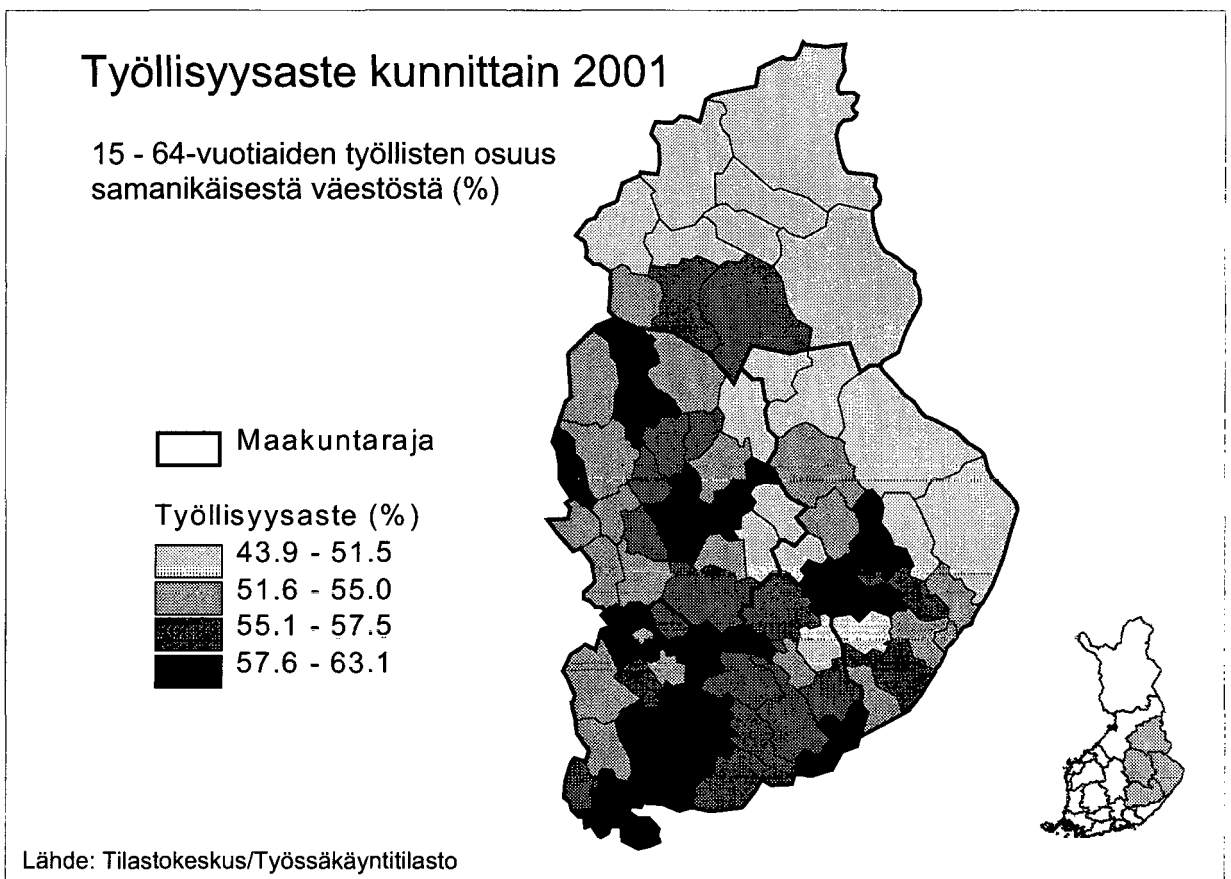 Työllisyysaste kunnittain 2001
15 - 64-vuotiaiden työllisten osuus
samanikäisestä väestöstä (%)
Maakuntaraja
Työllisyysaste (%)
43.9 - 51.5
51.6 - 55.0
55.1 - 57.5
57.6 - 63.1
Lähde: Tilastokeskus/Työssäkäyntitilasto